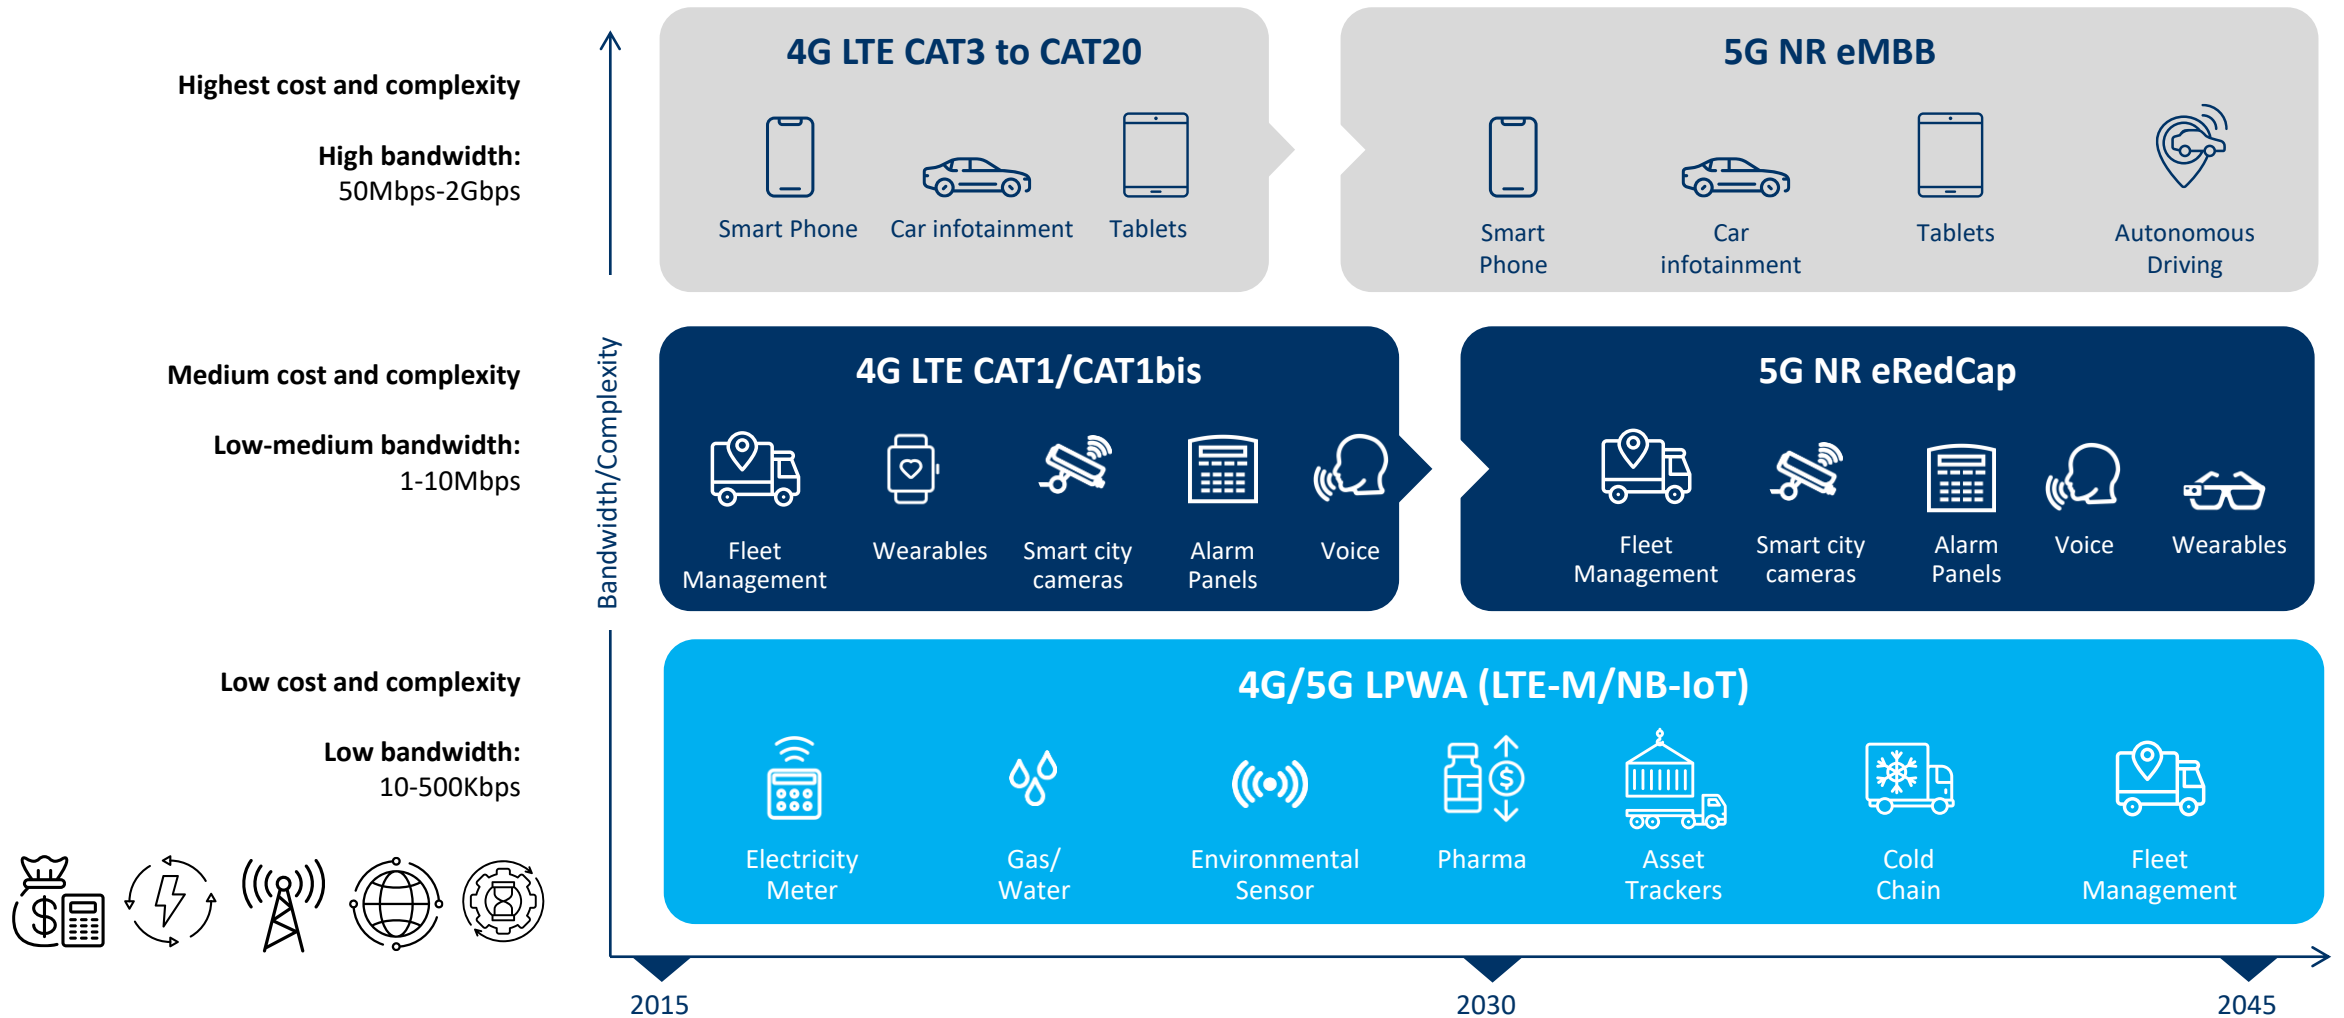 Highest cost and complexity
High bandwidth:
50Mbps-2Gbps
4G LTE CAT3 to CAT20
Smart Phone
Car infotainment
Tablets
5G NR eMBB
Smart
Phone
Car
infotainment
Tablets
Autonomous
Driving
Bandwidth/Complexity
Medium cost and complexity
Low-medium bandwidth:
1-10Mbps
4G LTE CAT1/CAT1bis
Fleet
Management
Wearables
Smart city
cameras
Alarm
Panels
Voice
5G NR eRedCap
Fleet
Management
Smart city
cameras
Alarm
Panels
Voice
Wearables
Low cost and complexity
Low bandwidth:
10-500Kbps
4G/5G LPWA (LTE-M/NB-IoT)
Electricity
Meter
Gas/
Water
Environmental
Sensor
Pharma
Asset
Trackers
Cold
Chain
Fleet
Management
2015
2030
2045